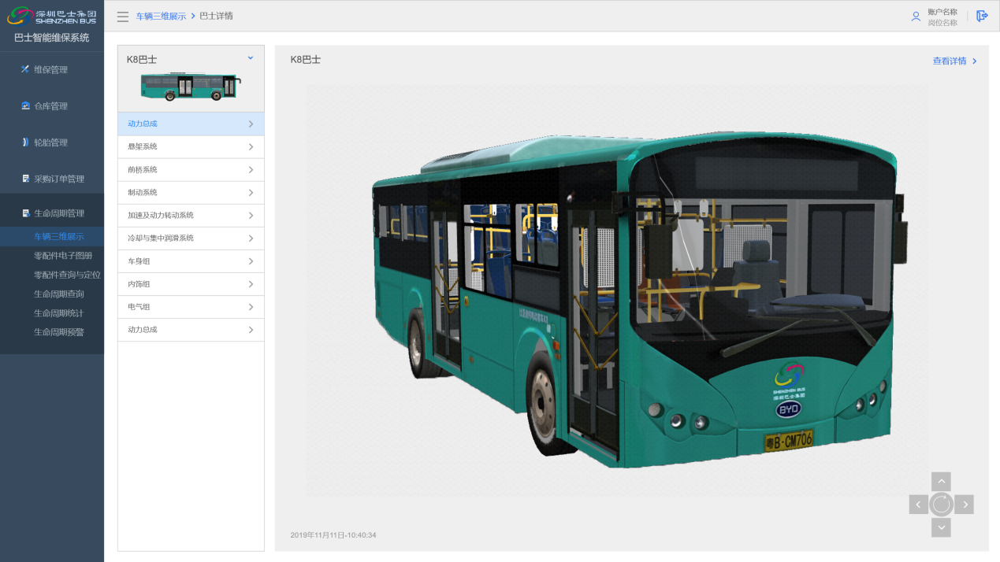 深圳巴士集团
SHENZHEN BUS
巴士智能维保系统
维保管理
仓库管理
轮胎管理
采购订单管理
生命周期管理
车辆三维展示
零配件电子图册
零配件查询与定位
生命周期查询
生命周期统计
生命周期预警
车辆三维展示 > 巴士详情
账户名称
岗位名称
K8巴士
动力总成
悬架系统
前桥系统
制动系统
加速及动力转动系统
冷却与集中润滑系统
车身组
内饰组
电气组
动力总成
K8巴士
查看详情 >
SHENZHEN BUS
深圳巴士集团
BYD
粤B·CM706
2019年11月11日-10:40:34